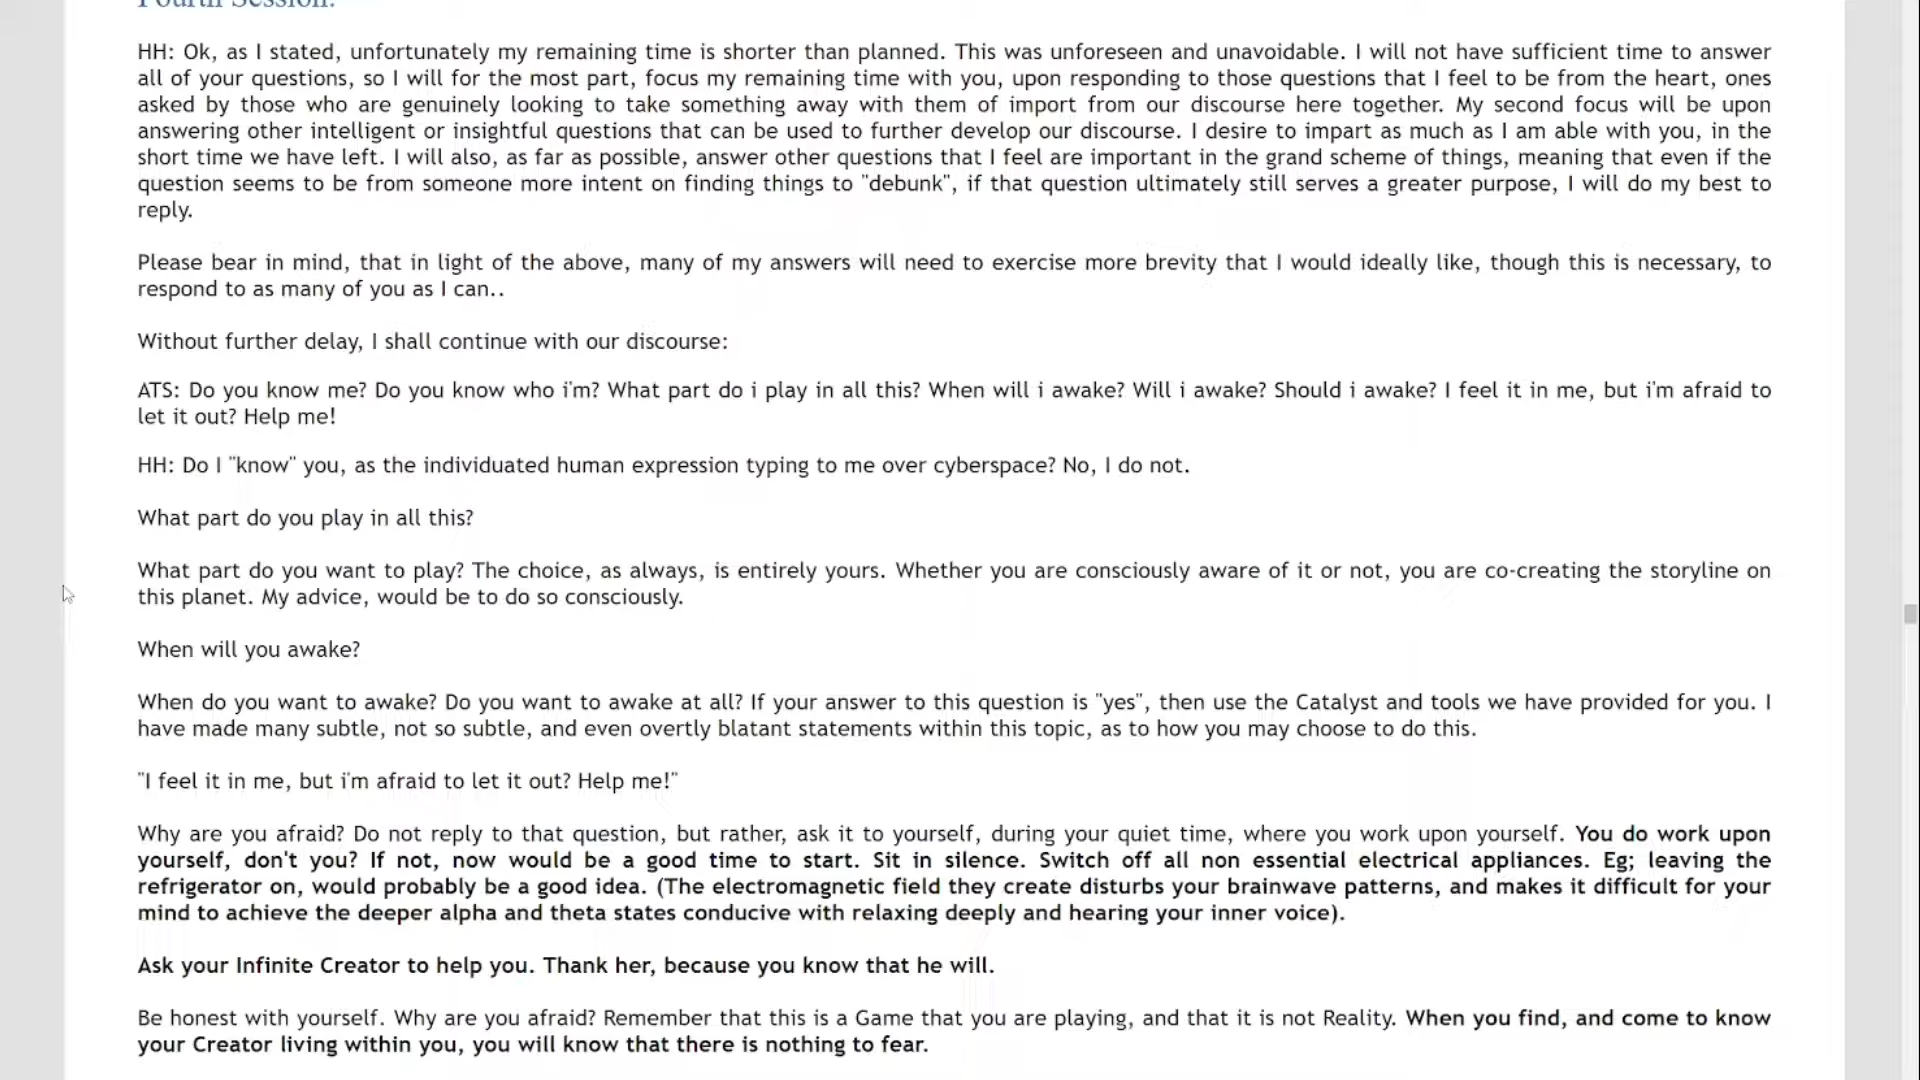 Fourth Session:
HH: Ok, as I stated, unfortunately my remaining time is shorter than planned. This was unforeseen and unavoidable. I will not have sufficient time to answer
all of your questions, so I will for the most part, focus my remaining time with you, upon responding to those questions that I feel to be from the heart, ones
asked by those who are genuinely looking to take something away with them of import from our discourse here together. My second focus will be upon
answering other intelligent or insightful questions that can be used to further develop our discourse. I desire to impart as much as I am able with you, in the
short time we have left. I will also, as far as possible, answer other questions that I feel are important in the grand scheme of things, meaning that even if the
question seems to be from someone more intent on finding things to "debunk", if that question ultimately still serves a greater purpose, I will do my best to
reply.
Please bear in mind, that in light of the above, many of my answers will need to exercise more brevity that I would ideally like, though this is necessary, to
respond to as many of you as I can..
Without further delay, I shall continue with our discourse:
ATS: Do you know me? Do you know who i'm? What part do i play in all this? When will i awake? Will i awake? Should i awake? I feel it in me, but i'm afraid to
let it out? Help me!
HH: Do I "know" you, as the individuated human expression typing to me over cyberspace? No, I do not.
What part do you play in all this?
What part do you want to play? The choice, as always, is entirely yours. Whether you are consciously aware of it or not, you are co-creating the storyline on
this planet. My advice, would be to do so consciously.
When will you awake?
When do you want to awake? Do you want to awake at all? If your answer to this question is "yes", then use the Catalyst and tools we have provided for you. I
have made many subtle, not so subtle, and even overtly blatant statements within this topic, as to how you may choose to do this.
"I feel it in me, but i'm afraid to let it out? Help me!"
Why are you afraid? Do not reply to that question, but rather, ask it to yourself, during your quiet time, where you work upon yourself. You do work upon
yourself, don't you? If not, now would be a good time to start. Sit in silence. Switch off all non essential electrical appliances. Eg; leaving the
refrigerator on, would probably be a good idea. (The electromagnetic field they create disturbs your brainwave patterns, and makes it difficult for your
mind to achieve the deeper alpha and theta states conducive with relaxing deeply and hearing your inner voice).
Ask your Infinite Creator to help you. Thank her, because you know that he will.
Be honest with yourself. Why are you afraid? Remember that this is a Game that you are playing, and that it is not Reality. When you find, and come to know
your Creator living within you, you will know that there is nothing to fear.